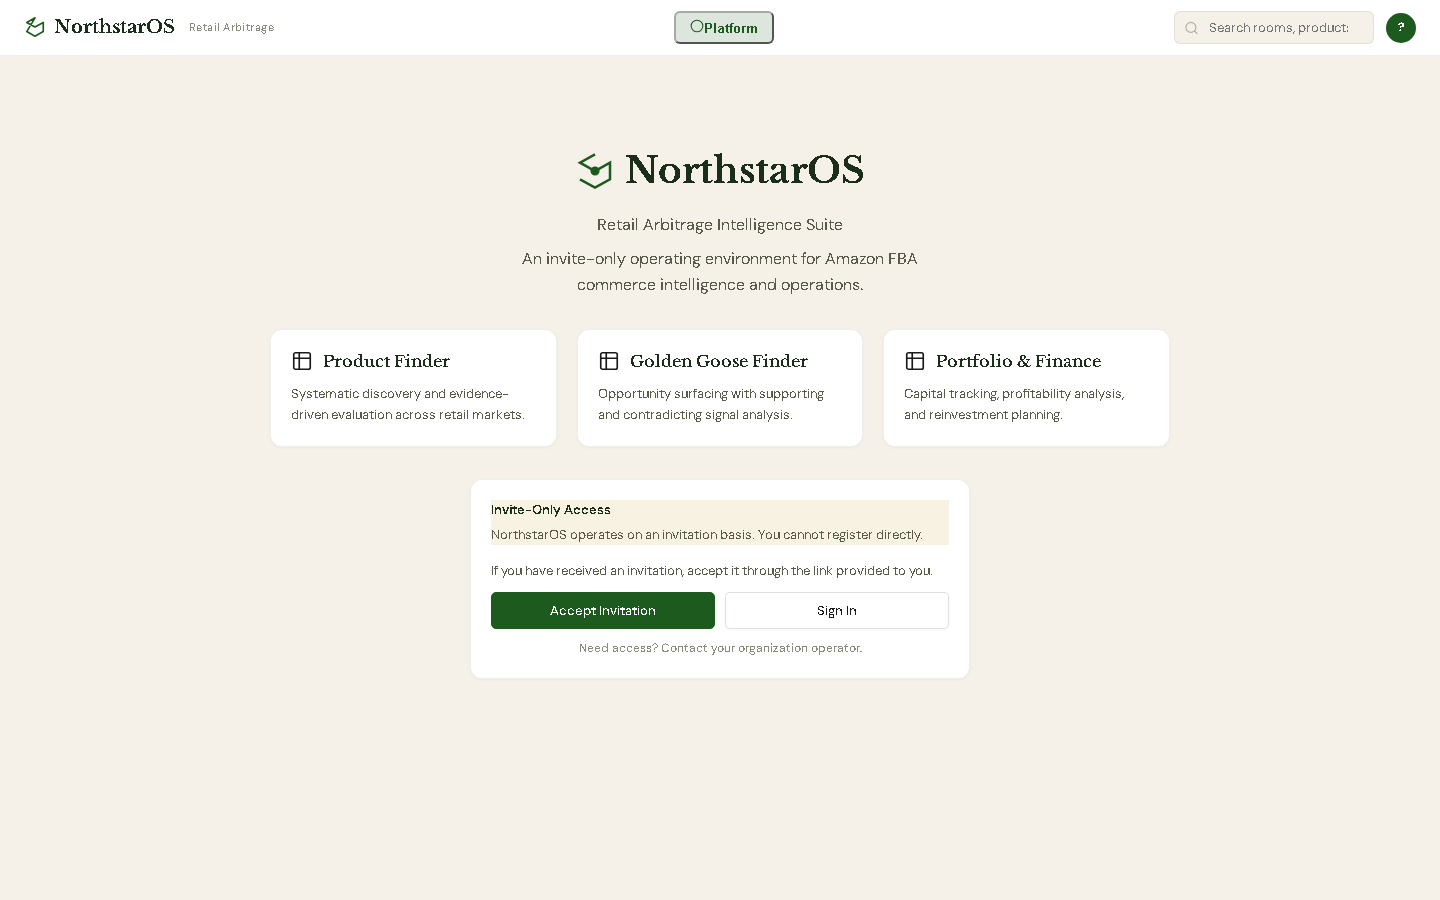 NorthstarOS Retail Arbitrage
Platform
Search rooms, product:
?
NorthstarOS
Retail Arbitrage Intelligence Suite
An invite-only operating environment for Amazon FBA
commerce intelligence and operations.
Product Finder
Systematic discovery and evidence-
driven evaluation across retail markets.
Golden Goose Finder
Opportunity surfacing with supporting
and contradicting signal analysis.
Portfolio & Finance
Capital tracking, profitability analysis,
and reinvestment planning.
Invite-Only Access
NorthstarOS operates on an invitation basis. You cannot register directly.
If you have received an invitation, accept it through the link provided to you.
Accept Invitation
Sign In
Need access? Contact your organization operator.